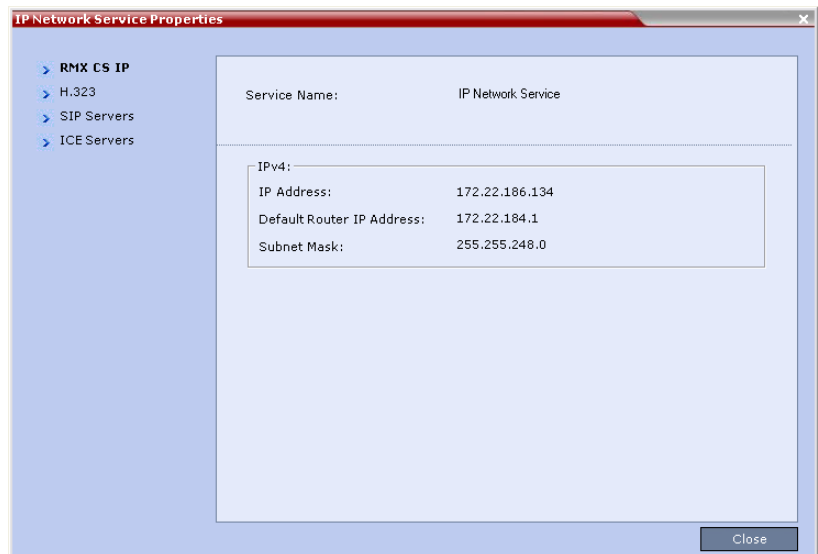 IP Network Service Properties
RMX CS IP
H.323
SIP Servers
ICE Servers
Service Name: IP Network Service
IPv4:
IP Address: 172.22.186.134
Default Router IP Address: 172.22.184.1
Subnet Mask: 255.255.248.0
Close